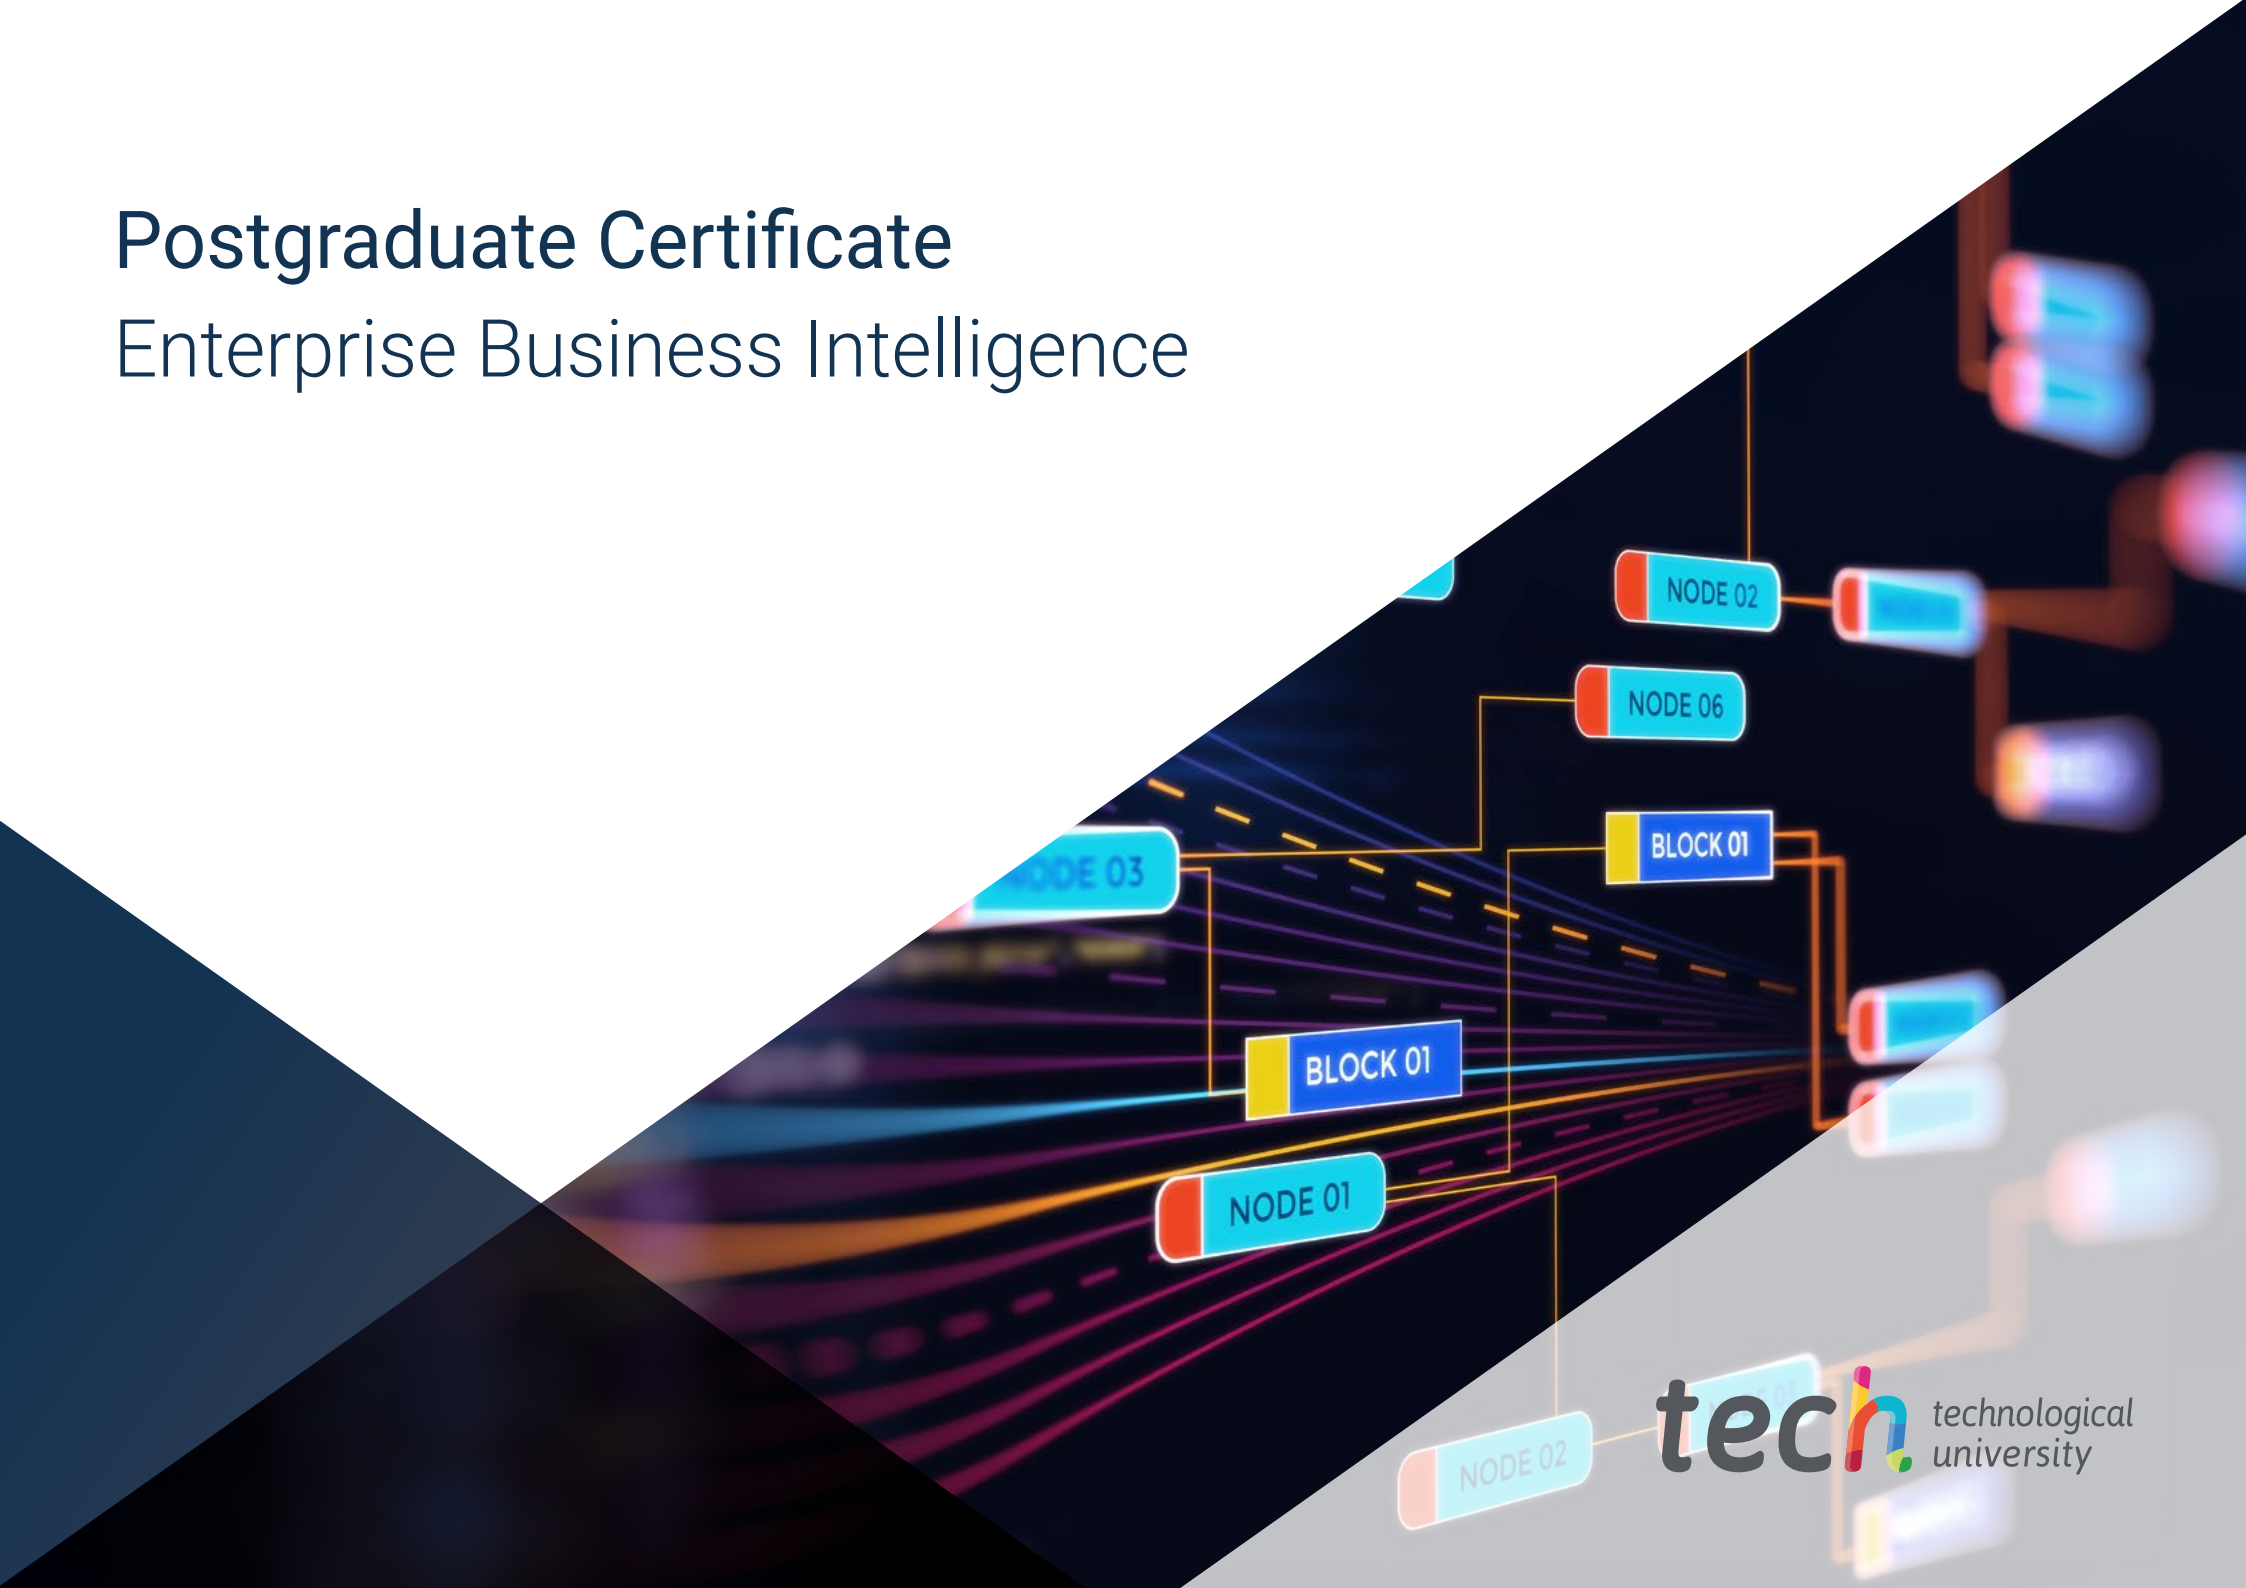 Postgraduate Certificate
Enterprise Business Intelligence
NODE 02
NODE 06
BLOCK 01
NODE 03
BLOCK 01
NODE 01
NODE 02
tech technological
university